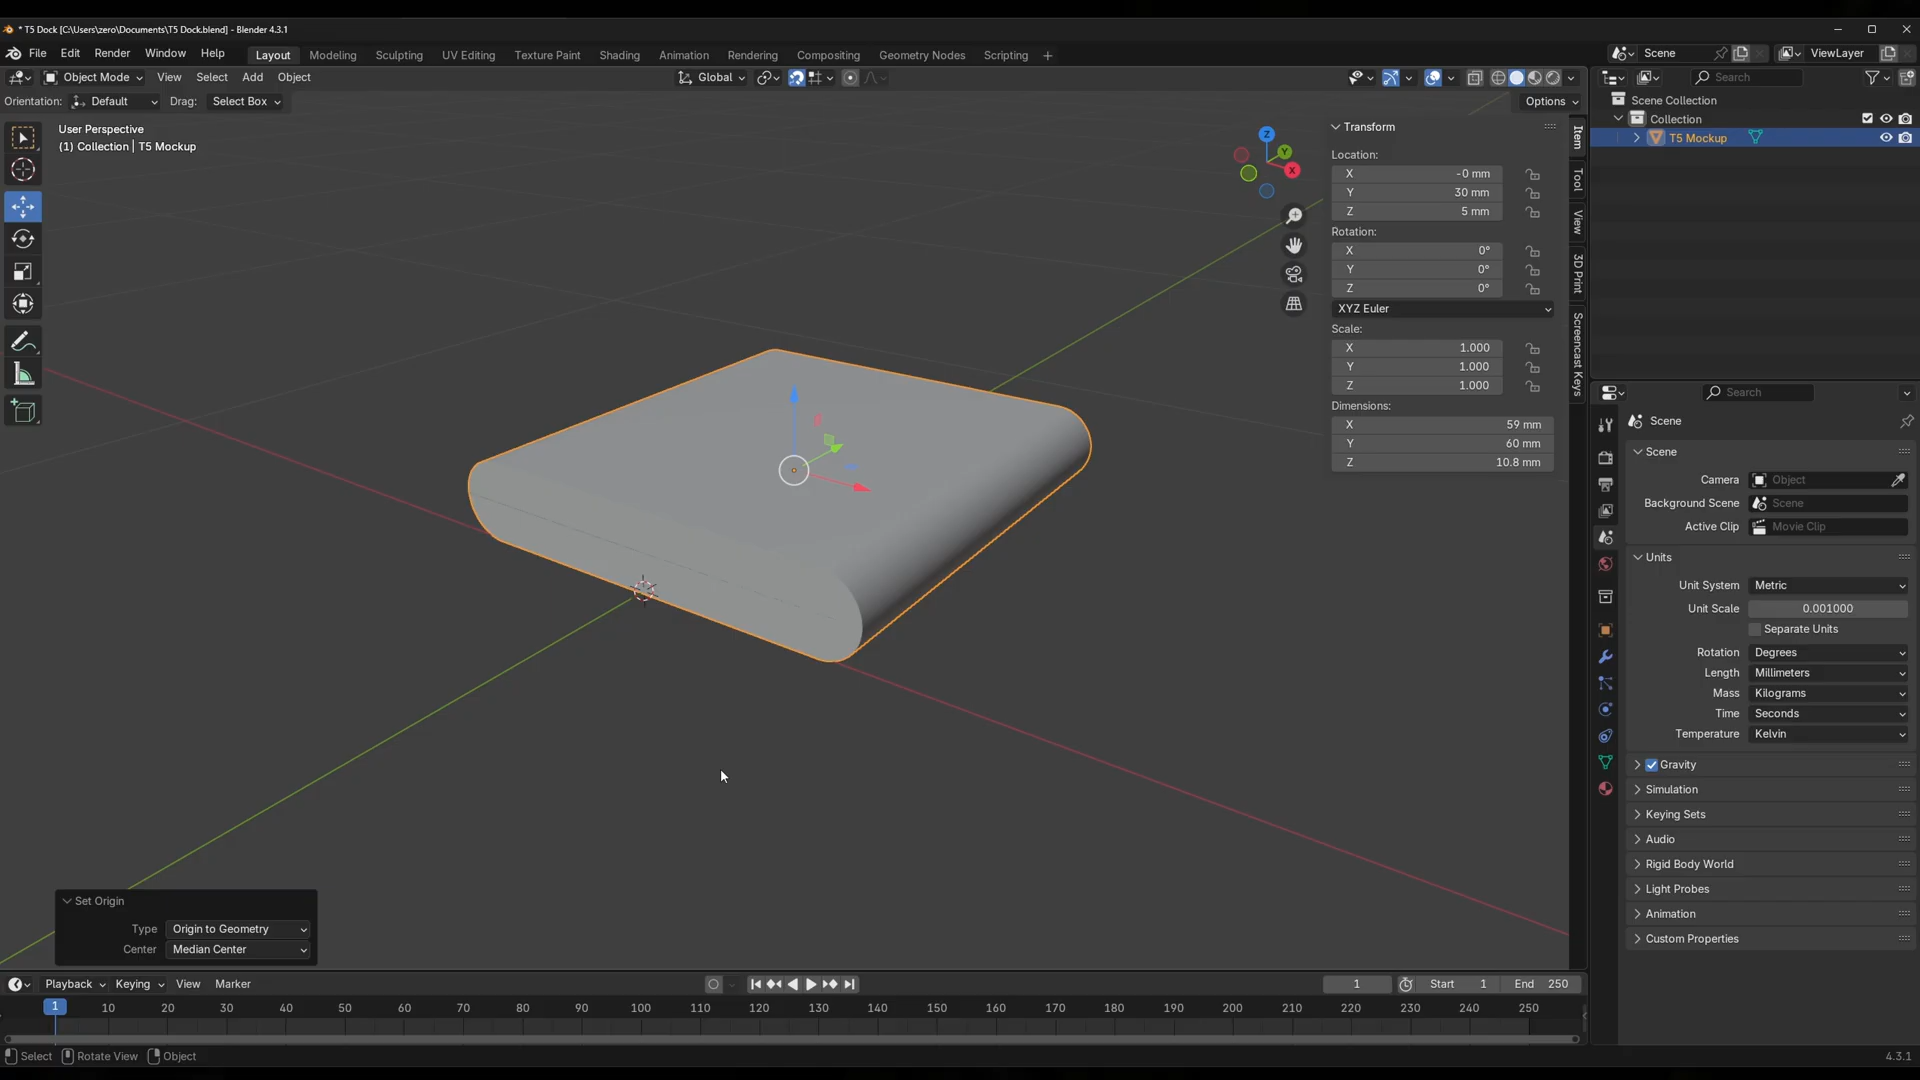 * T5 Dock [C:\Users\zero\Documents\T5 Dock.blend] - Blender 4.3.1
File Edit Render Window Help Layout Modeling Sculpting UV Editing Texture Paint Shading Animation Rendering Compositing Geometry Nodes Scripting + Scene ViewLayer
Object Mode View Select Add Object Global Search
Orientation: Default Drag: Select Box Options
User Perspective
(1) Collection | T5 Mockup
Z
Y
X
Transform
Location:
X -0 mm
Y 30 mm
Z 5 mm
Rotation:
X 0°
Y 0°
Z 0°
XYZ Euler
Scale:
X 1.000
Y 1.000
Z 1.000
Dimensions:
X 59 mm
Y 60 mm
Z 10.8 mm
Item
Tool
View
3D Print
Screencast Keys
Scene Collection
Collection
T5 Mockup
Search
Scene
Scene
Camera Object
Background Scene Scene
Active Clip Movie Clip
Units
Unit System Metric
Unit Scale 0.001000
Separate Units
Rotation Degrees
Length Millimeters
Mass Kilograms
Time Seconds
Temperature Kelvin
Gravity
Simulation
Keying Sets
Audio
Rigid Body World
Light Probes
Animation
Custom Properties
Set Origin
Type Origin to Geometry
Center Median Center
Playback Keying View Marker 1 Start 1 End 250
1 10 20 30 40 50 60 70 80 90 100 110 120 130 140 150 160 170 180 190 200 210 220 230 240 250
Select Rotate View Object 4.3.1